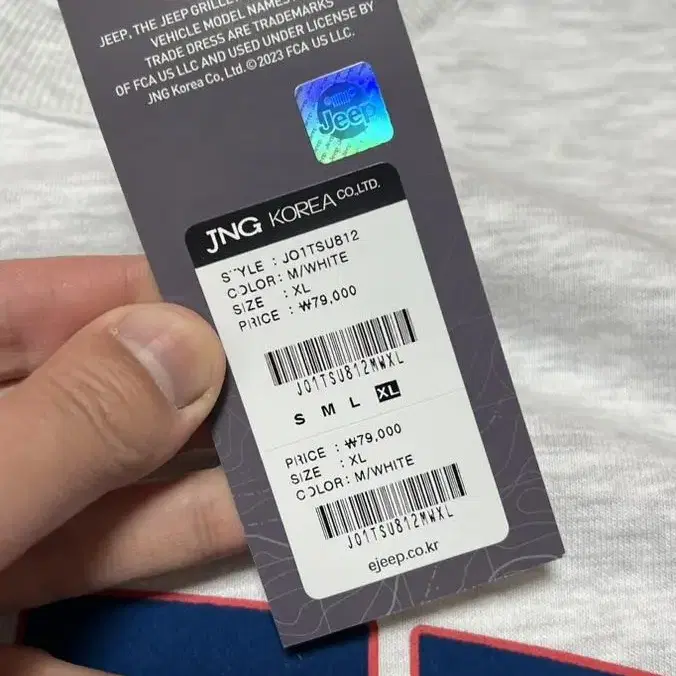 JEEP, THE JEEP GRILLE
VEHICLE MODEL NAMES
TRADE DRESS ARE TRADEMARKS
OF FCA US LLC AND USED UNDER LICENSE BY
JNG Korea Co, Ltd. © 2023 FCA US LLC.
Jeep
JNG KOREA CO.,LTD.
STYLE : JO1TSU812
COLOR : M/WHITE
SIZE : XL
PRICE : ₩79,000
JO1TSU812MWXL
S M L XL
PRICE : ₩79,000
SIZE : XL
COLOR : M/WHITE
JO1TSU812MWXL
ejeep.co.kr